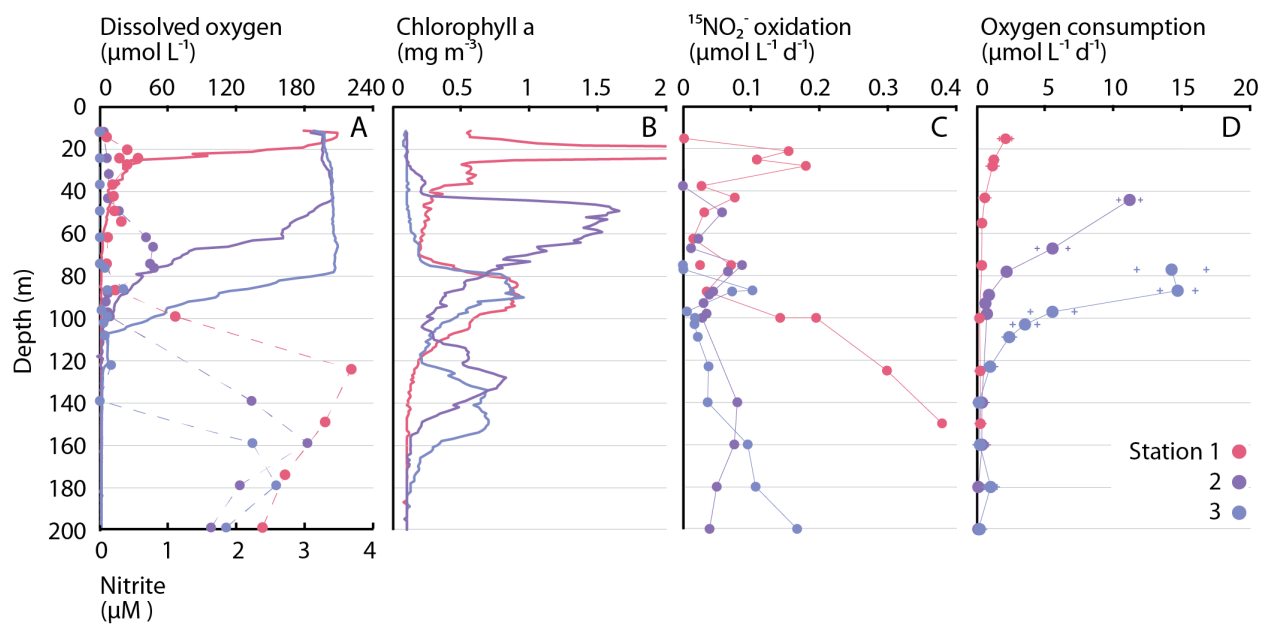 Dissolved oxygen
(µmol L⁻¹)
Chlorophyll a
(mg m⁻³)
¹⁵NO₂⁻ oxidation
(µmol L⁻¹ d⁻¹)
Oxygen consumption
(µmol L⁻¹ d⁻¹)
0 60 120 180 240
0 0.5 1 1.5 2
0 0.1 0.2 0.3 0.4
0 5 10 15 20
A
B
C
D
Depth (m)
0
20
40
60
80
100
120
140
160
180
200
0 1 2 3 4
Nitrite
(µM )
Station 1
2
3